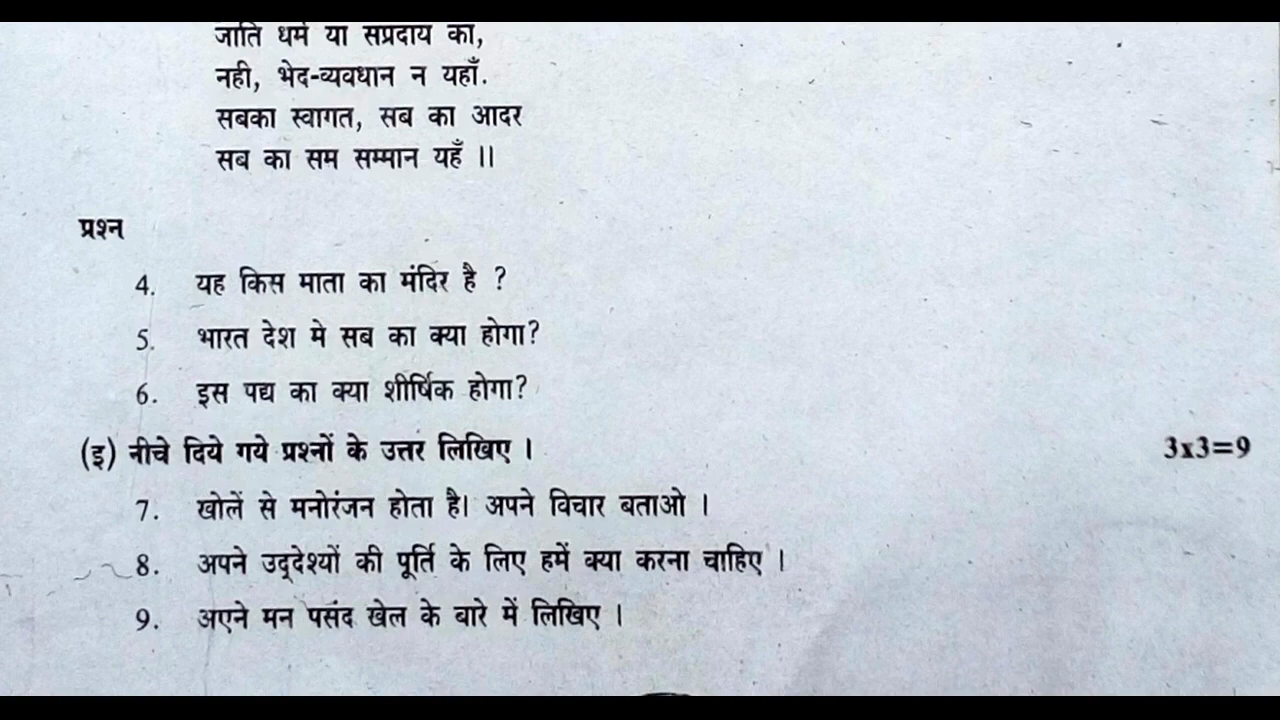 जाति धर्म या सप्रदाय का,
नही, भेद-व्यवधान न यहाँ.
सबका स्वागत, सब का आदर
सब का सम सम्मान यहँ ।।
प्रश्न
4. यह किस माता का मंदिर है ?
5. भारत देश मे सब का क्या होगा?
6. इस पद्य का क्या शीर्षिक होगा?
(इ) नीचे दिये गये प्रश्नों के उत्तर लिखिए । 3x3=9
7. खोलें से मनोरंजन होता है। अपने विचार बताओ ।
8. अपने उद्देश्यों की पूर्ति के लिए हमें क्या करना चाहिए ।
9. अएने मन पसंद खेल के बारे में लिखिए ।